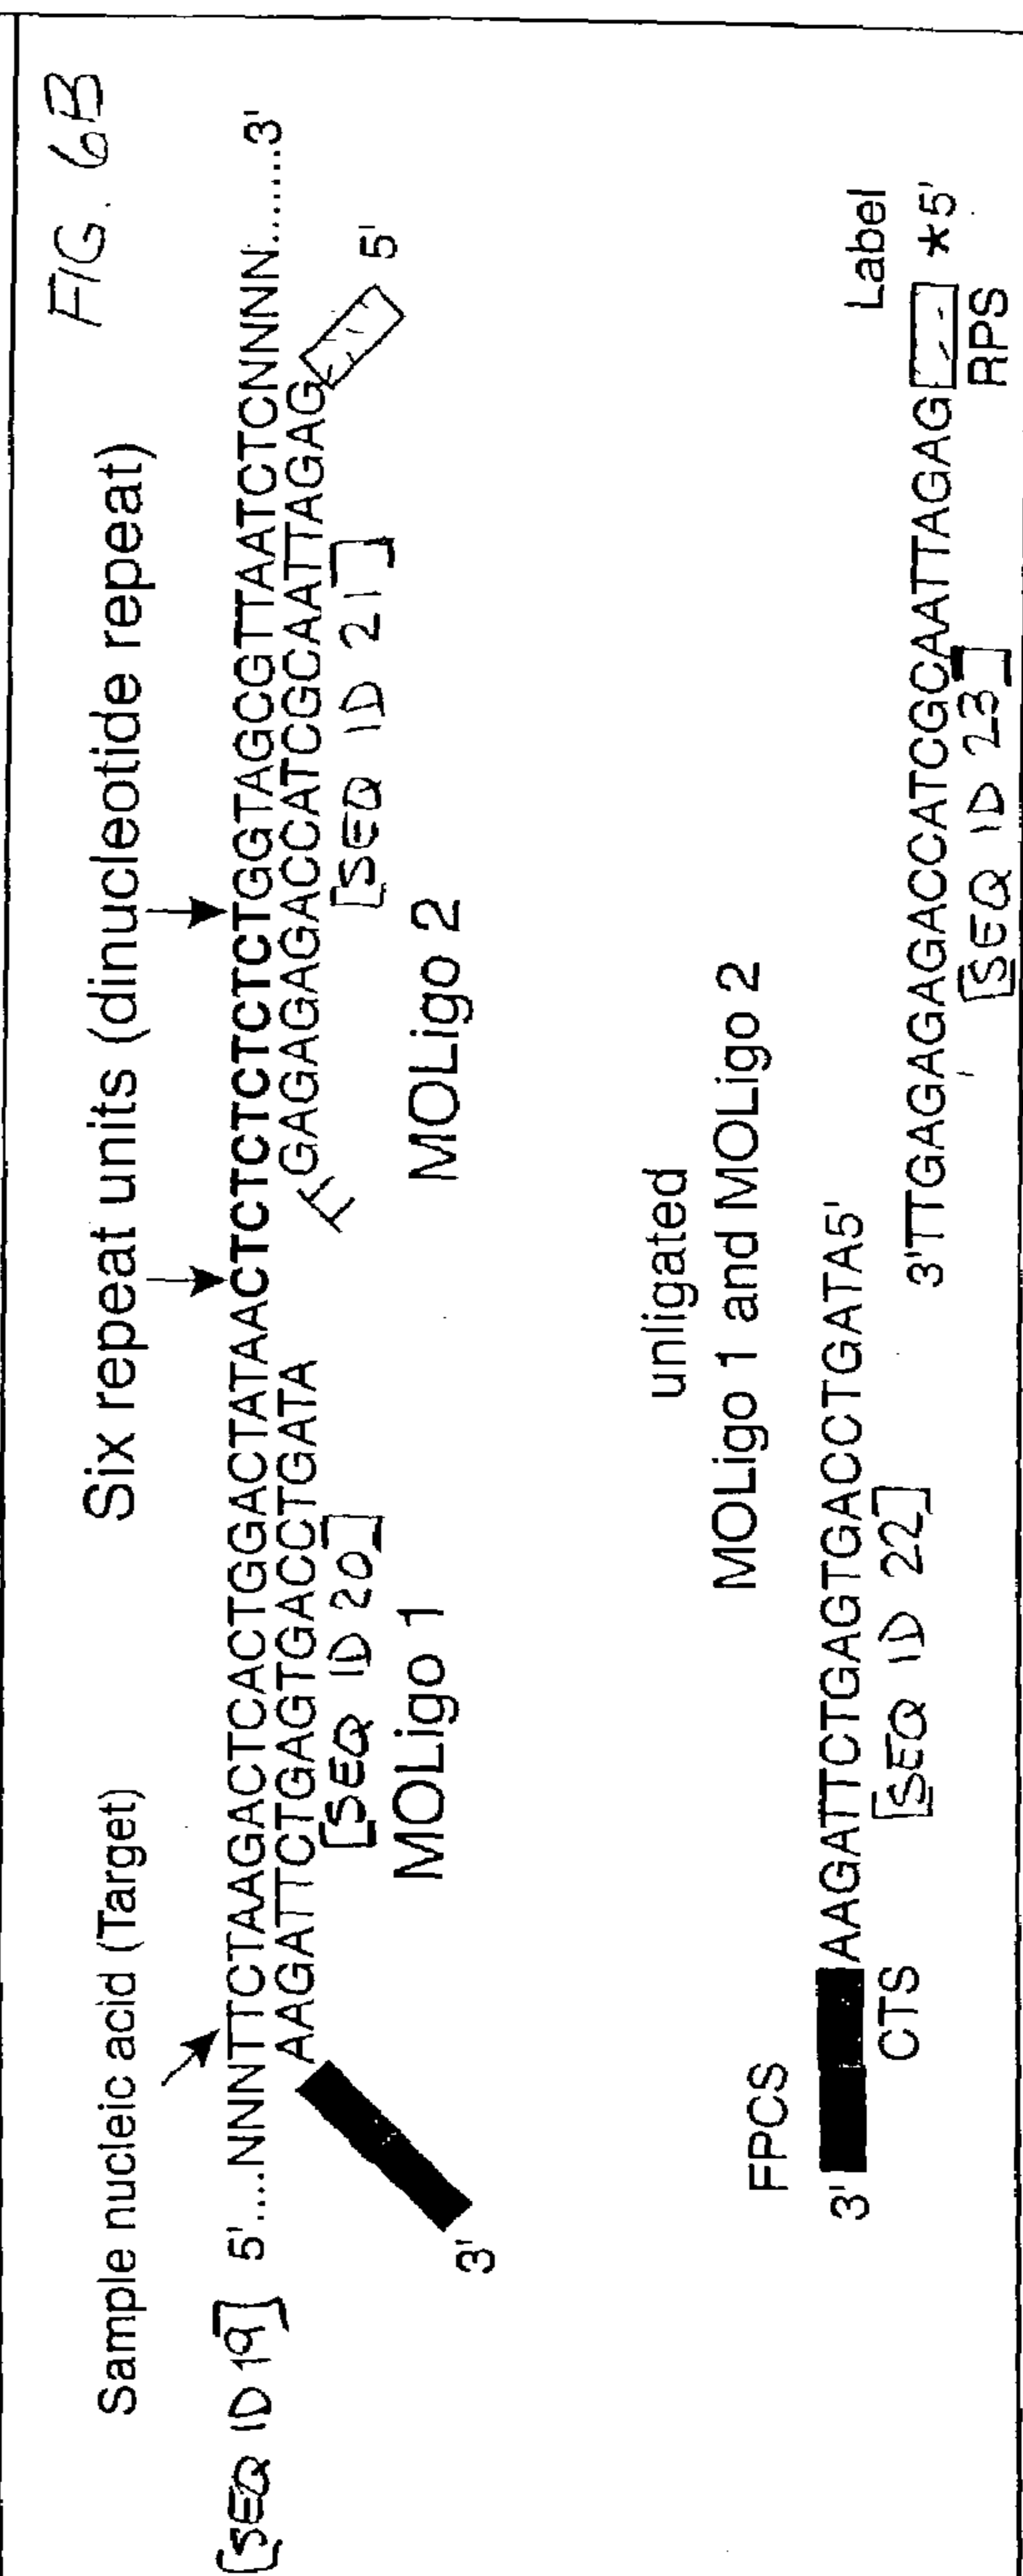 FIG. 6B
Sample nucleic acid (Target)
Six repeat units (dinucleotide repeat)
[SEQ ID 19] 5'....NNNTTCTAAGACTCACTGGACTATAACTCTCTCTCTCTGGTAGCGTTAATCTCNNNN.......3'
AAGATTCTGAGTGACCTGATA
TT
GAGAGAGACCATCGCAATTAGAG
5'
3'
[SEQ ID 20]
[SEQ ID 21]
MOLigo 1
MOLigo 2
unligated
MOLigo 1 and MOLigo 2
FPCS
Label
3' AAGATTCTGAGTGACCTGATA5'
CTS
[SEQ ID 22]
3'TTGAGAGAGACCATCGCAATTAGAG *5'
[SEQ ID 23]
RPS